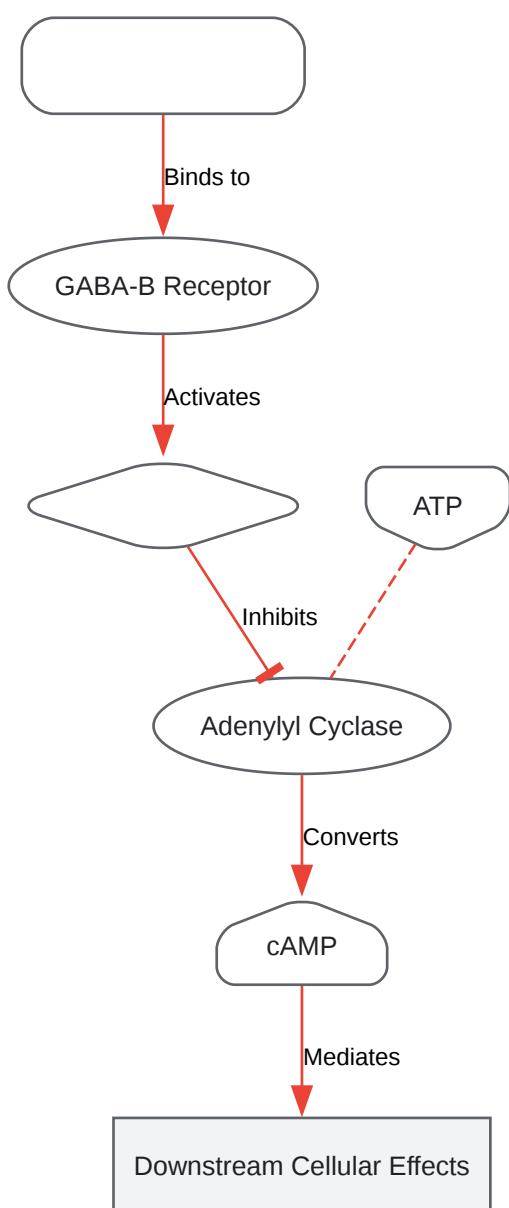 Binds to
GABA-B Receptor
Activates
ATP
Inhibits
Adenylyl Cyclase
Converts
cAMP
Mediates
Downstream Cellular Effects